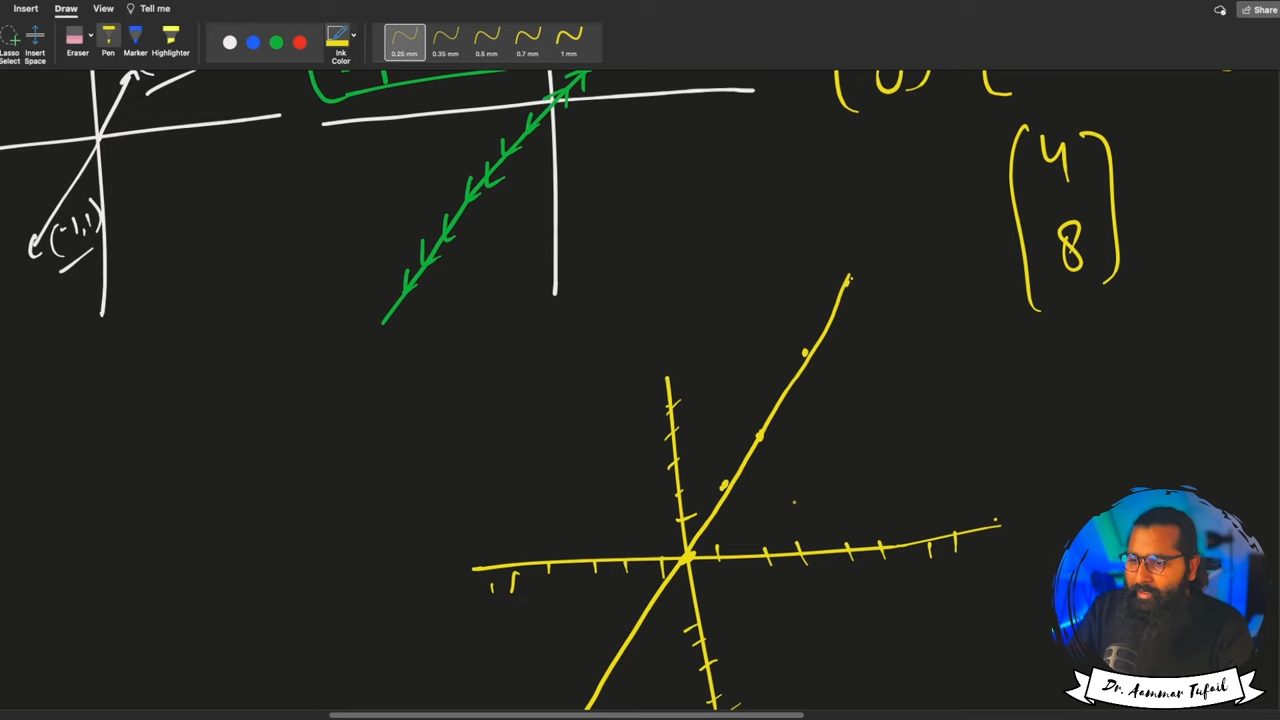 Insert Draw View Tell me
Share
Lasso Select
Insert Space
Eraser
Pen
Marker
Highlighter
Ink Color
0.25 mm
0.35 mm
0.5 mm
0.7 mm
1 mm
(-1,1)
4
8
Dr. Aammar Tufail